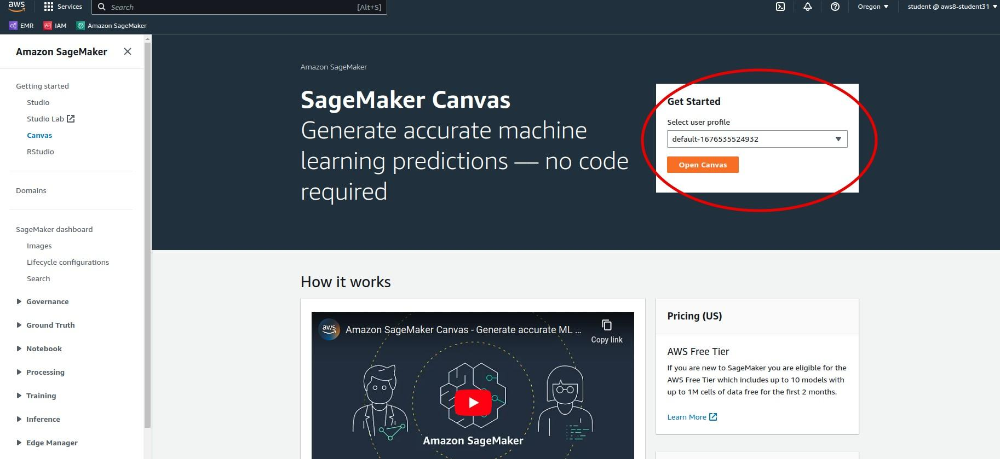 aws
Services
Search
[Alt+S]
Oregon
student @ aws8-student31
EMR
IAM
Amazon SageMaker
Amazon SageMaker
Getting started
Studio
Studio Lab
Canvas
RStudio
Domains
SageMaker dashboard
Images
Lifecycle configurations
Search
Governance
Ground Truth
Notebook
Processing
Training
Inference
Edge Manager
Amazon SageMaker
SageMaker Canvas
Generate accurate machine
learning predictions — no code
required
Get Started
Select user profile
default-1676535524932
Open Canvas
How it works
aws
Amazon SageMaker Canvas - Generate accurate ML ...
Copy link
Amazon SageMaker
Pricing (US)
AWS Free Tier
If you are new to SageMaker you are eligible for the
AWS Free Tier which includes up to 10 models with
up to 1M cells of data free for the first 2 months.
Learn More